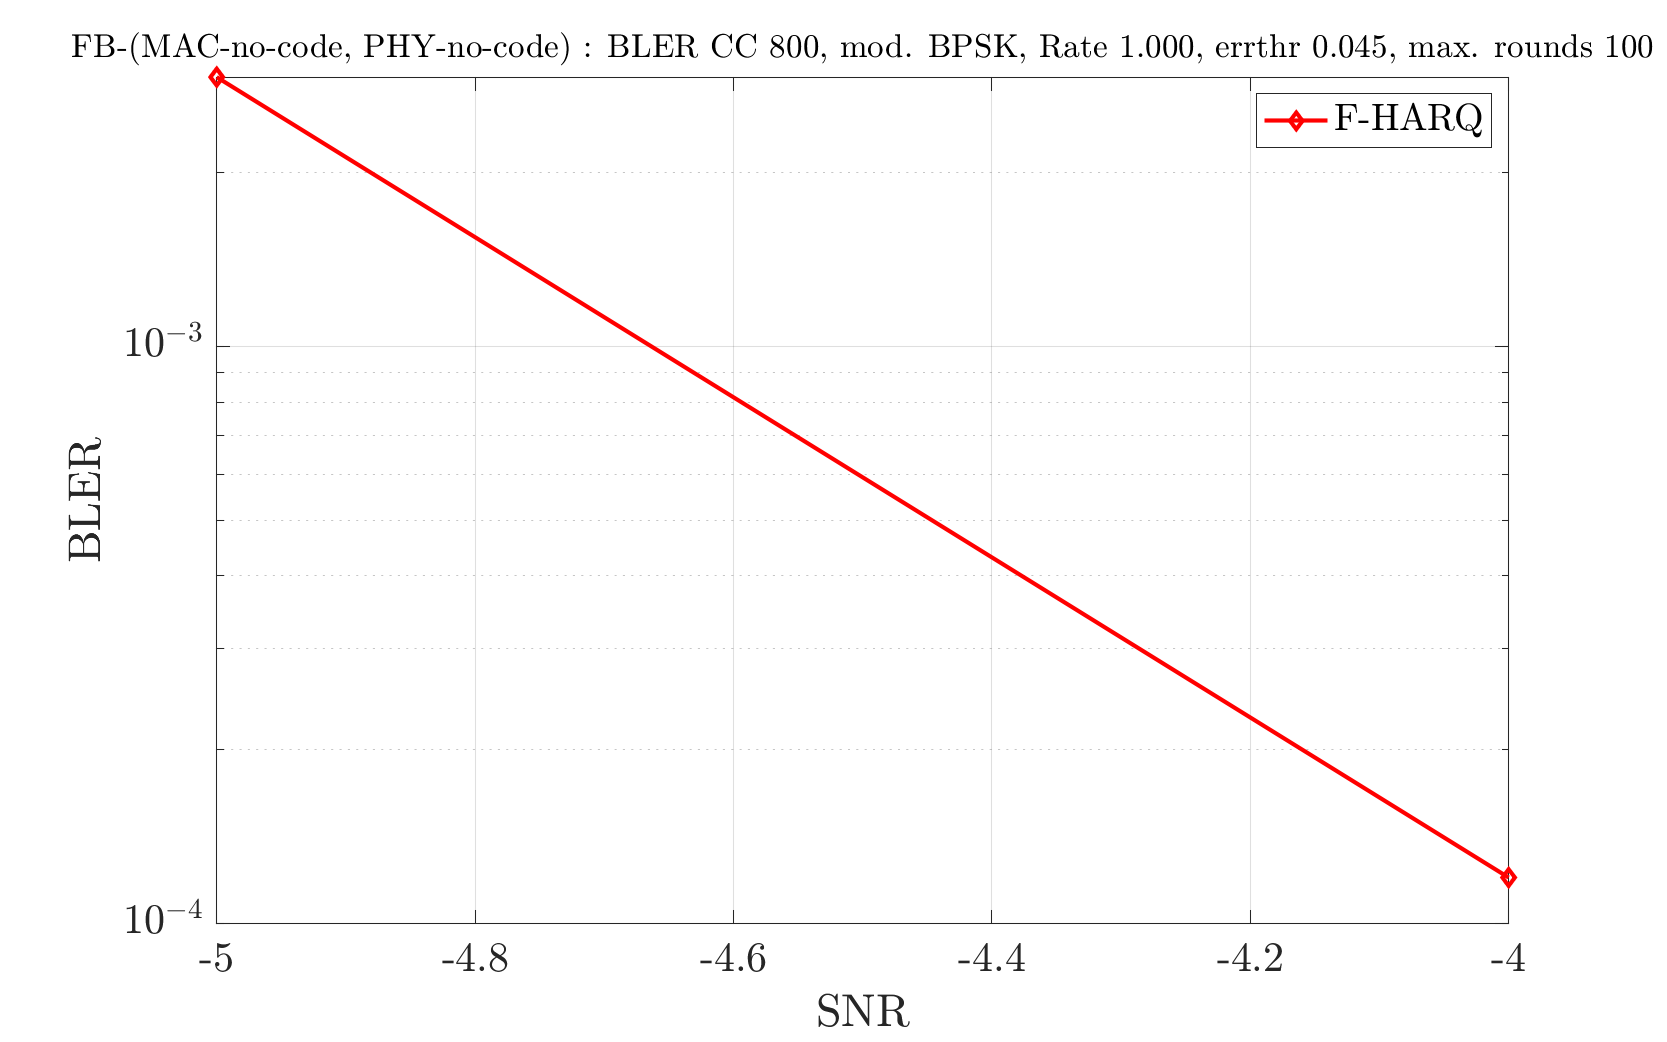 FB-(MAC-no-code, PHY-no-code) : BLER CC 800, mod. BPSK, Rate 1.000, errthr 0.045, max. rounds 100
F-HARQ
10⁻³
10⁻⁴
BLER
-5 -4.8 -4.6 -4.4 -4.2 -4
SNR